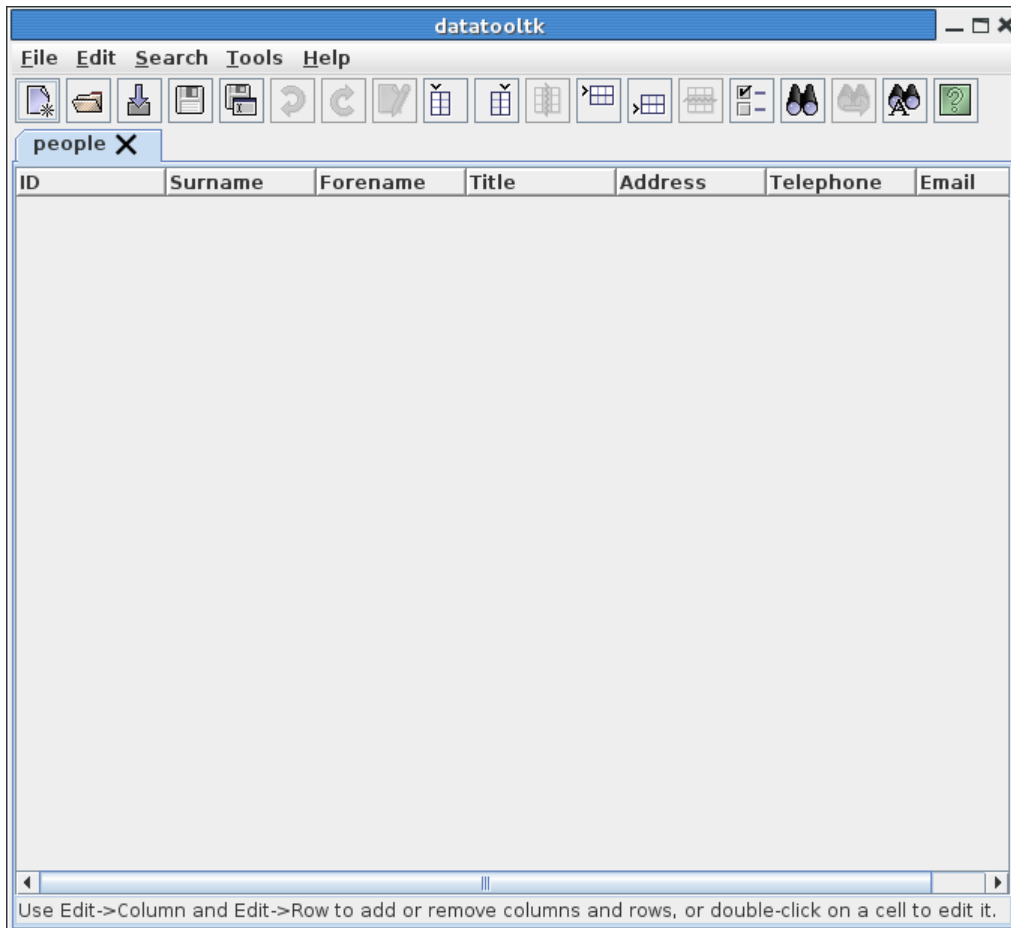 datatooltk
File Edit Search Tools Help
people
ID Surname Forename Title Address Telephone Email
Use Edit->Column and Edit->Row to add or remove columns and rows, or double-click on a cell to edit it.